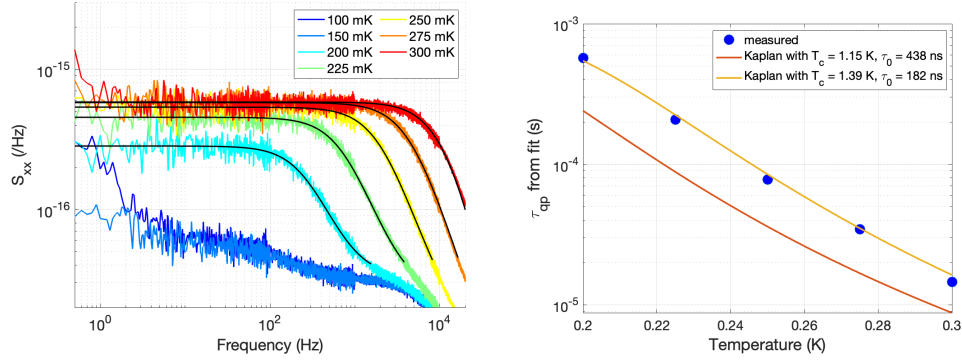 100 mK
150 mK
200 mK
225 mK
250 mK
275 mK
300 mK
10⁻¹⁵
10⁻¹⁶
S_xx (/Hz)
10⁰
10²
10⁴
Frequency (Hz)
measured
Kaplan with T_c = 1.15 K, τ_0 = 438 ns
Kaplan with T_c = 1.39 K, τ_0 = 182 ns
10⁻³
10⁻⁴
10⁻⁵
τ_qp from fit (s)
0.2
0.22
0.24
0.26
0.28
0.3
Temperature (K)